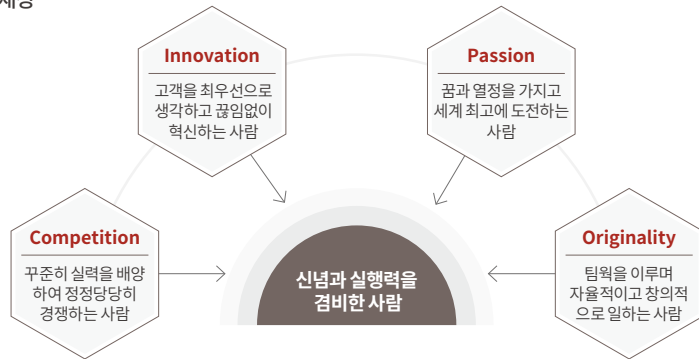 Innovation
고객을 최우선으로
생각하고 끊임없이
혁신하는 사람
Passion
꿈과 열정을 가지고
세계 최고에 도전하는
사람
Competition
꾸준히 실력을 배양
하여 정정당당히
경쟁하는 사람
신념과 실행력을
겸비한 사람
Originality
팀웍을 이루며
자율적이고 창의적
으로 일하는 사람